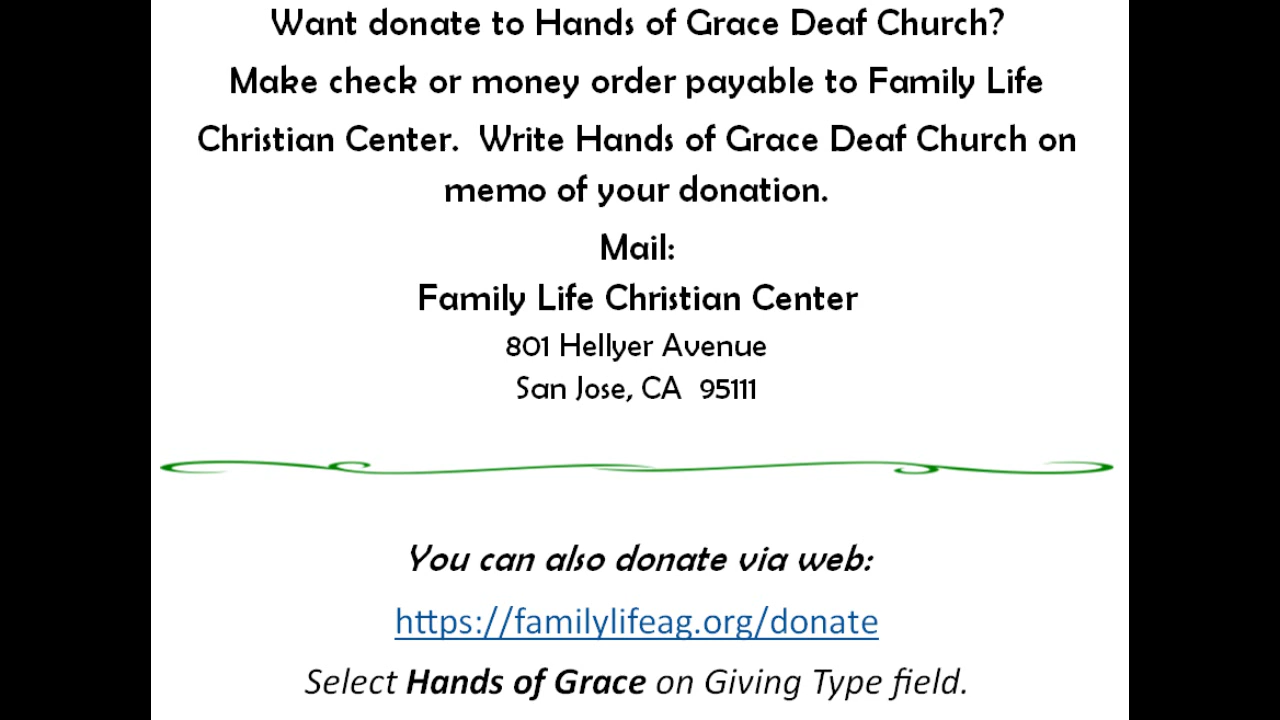 Want donate to Hands of Grace Deaf Church?
Make check or money order payable to Family Life
Christian Center.  Write Hands of Grace Deaf Church on
memo of your donation.
Mail:
Family Life Christian Center
801 Hellyer Avenue
San Jose, CA  95111
You can also donate via web:
https://familylifeag.org/donate
Select Hands of Grace on Giving Type field.